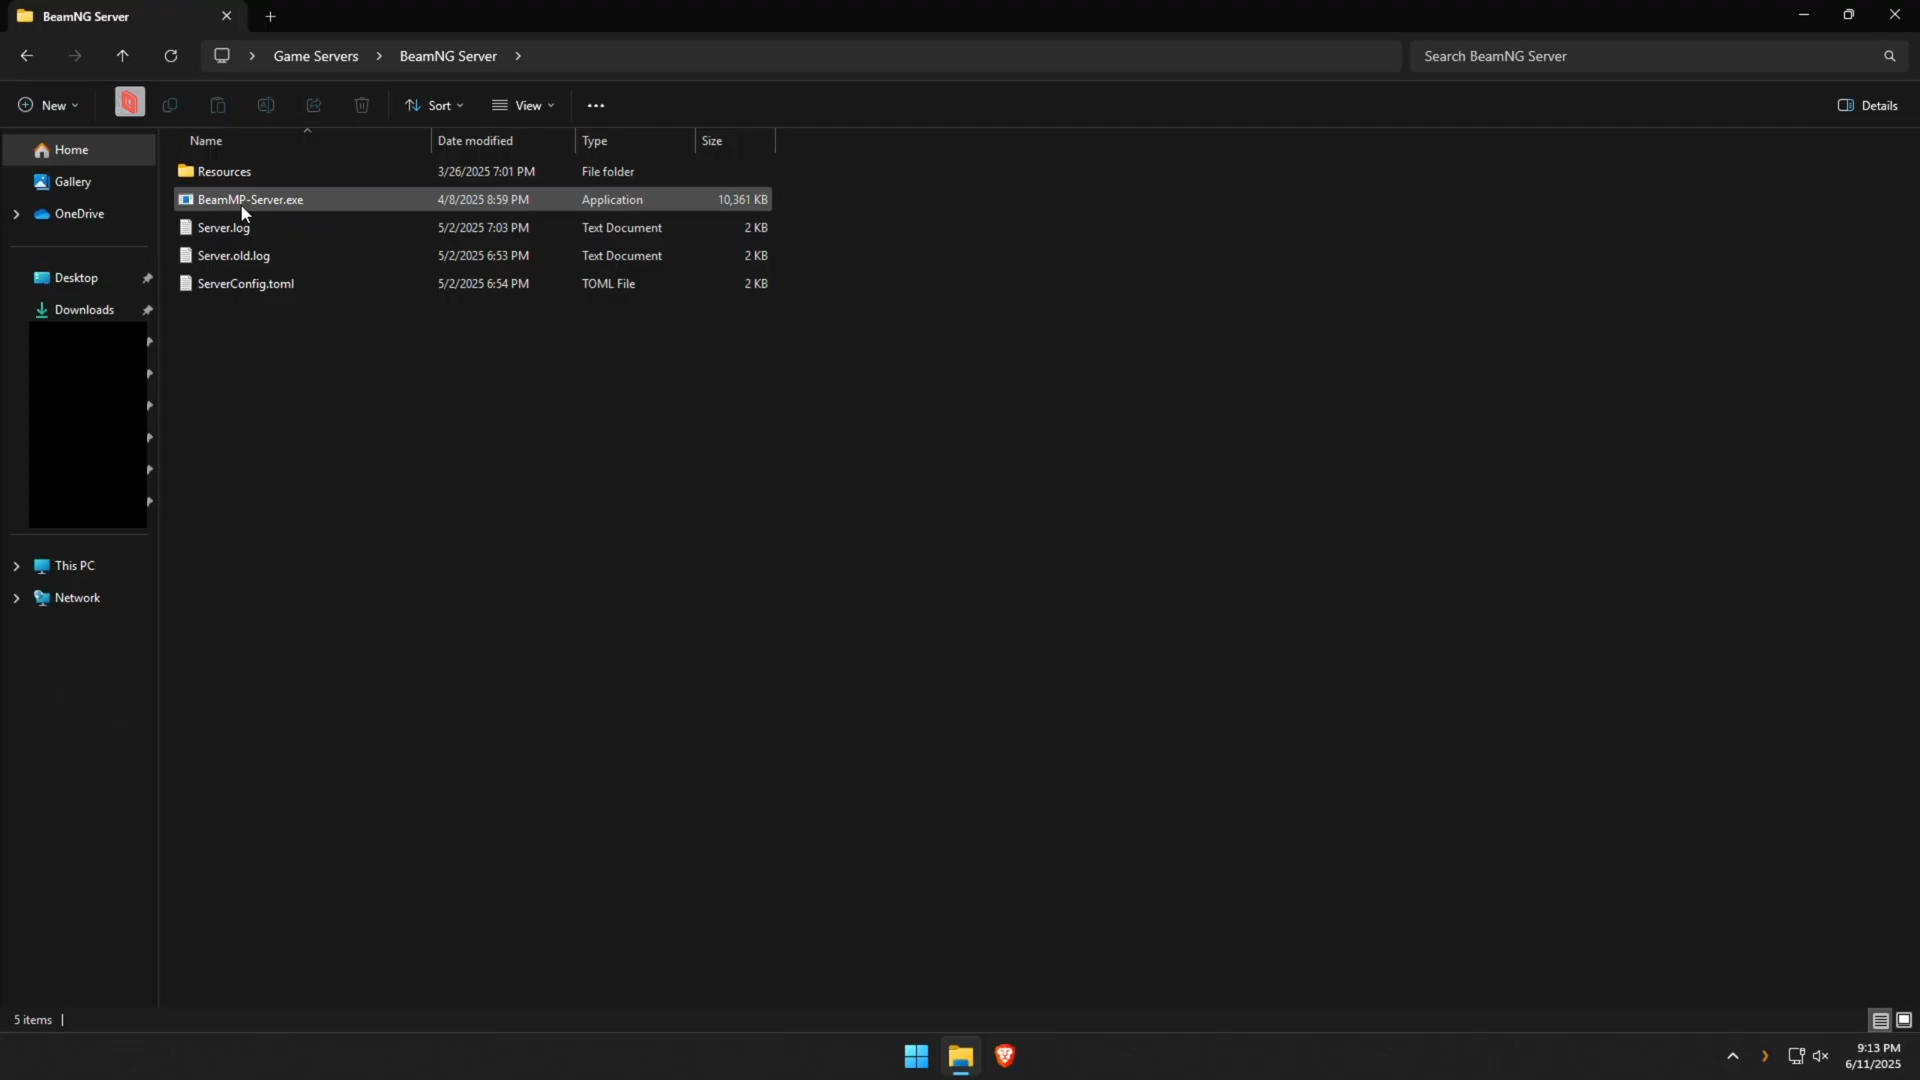 BeamNG Server
Game Servers BeamNG Server
Search BeamNG Server
New
Sort
View
Details
Name Date modified Type Size
Home
Gallery
OneDrive
Desktop
Downloads
This PC
Network
Resources 3/26/2025 7:01 PM File folder
BeamMP-Server.exe 4/8/2025 8:59 PM Application 10,361 KB
Server.log 5/2/2025 7:03 PM Text Document 2 KB
Server.old.log 5/2/2025 6:53 PM Text Document 2 KB
ServerConfig.toml 5/2/2025 6:54 PM TOML File 2 KB
5 items
9:13 PM
6/11/2025